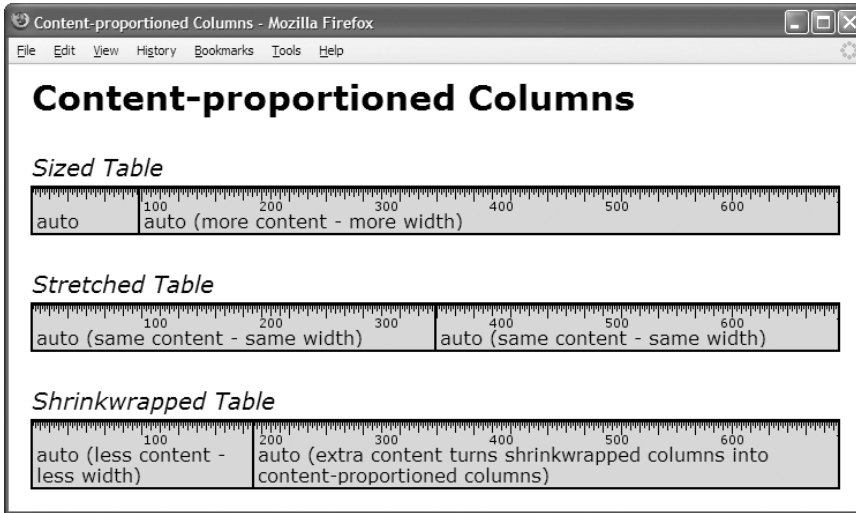 Content-proportioned Columns - Mozilla Firefox
File Edit View History Bookmarks Tools Help
Content-proportioned Columns
Sized Table
100 200 300 400 500 600
auto auto (more content - more width)
Stretched Table
100 200 300 400 500 600
auto (same content - same width) auto (same content - same width)
Shrinkwrapped Table
100 200 300 400 500 600
auto (less content - auto (extra content turns shrinkwrapped columns into
less width) content-proportioned columns)